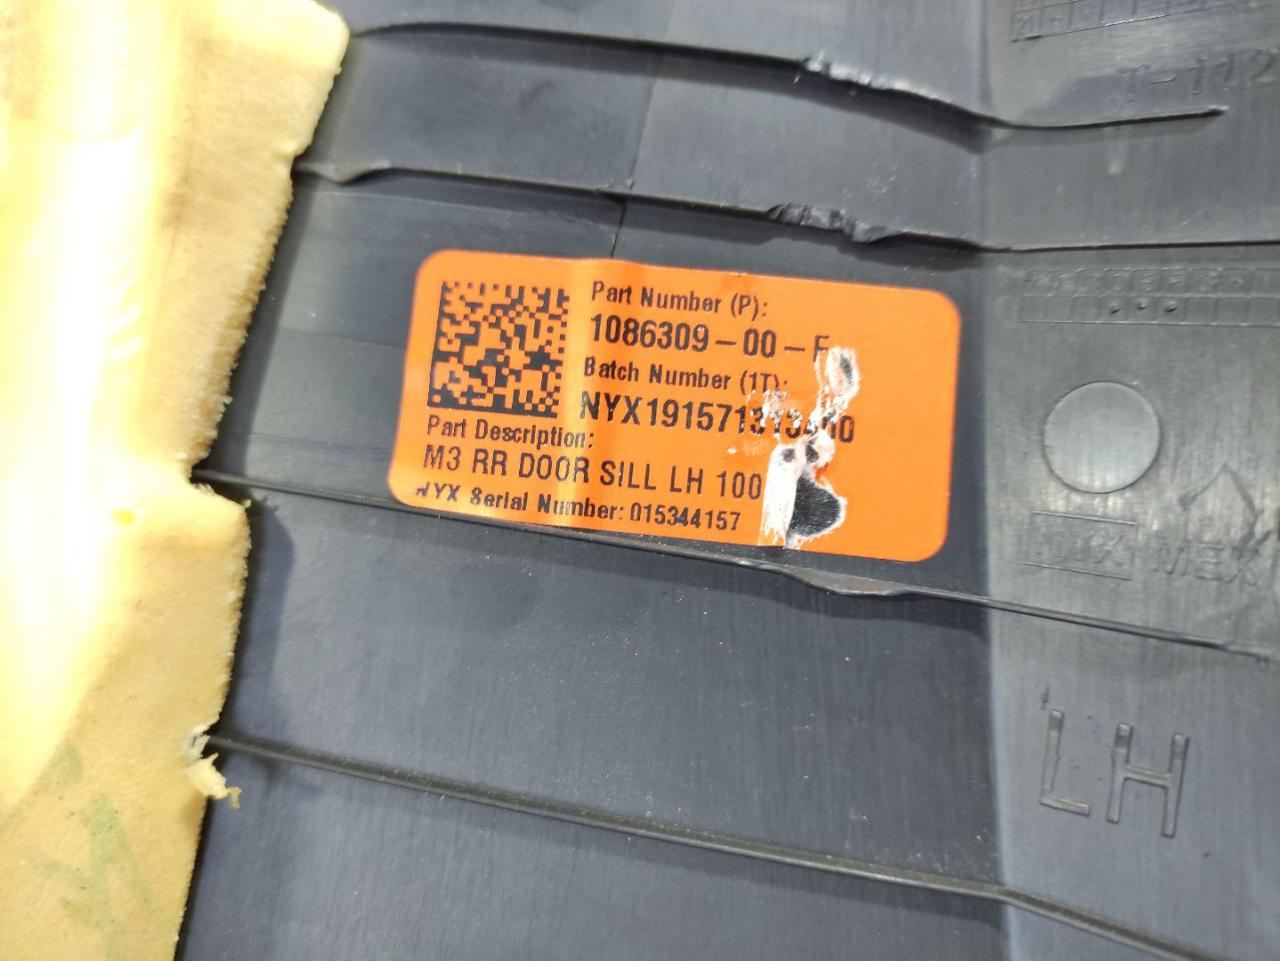 Part Number (P):
1086309-00-
Batch Number (1T):
Part Description:
M3 RR DOOR SILL LH 100
NYX Serial Number: 015344157
MEX
LH